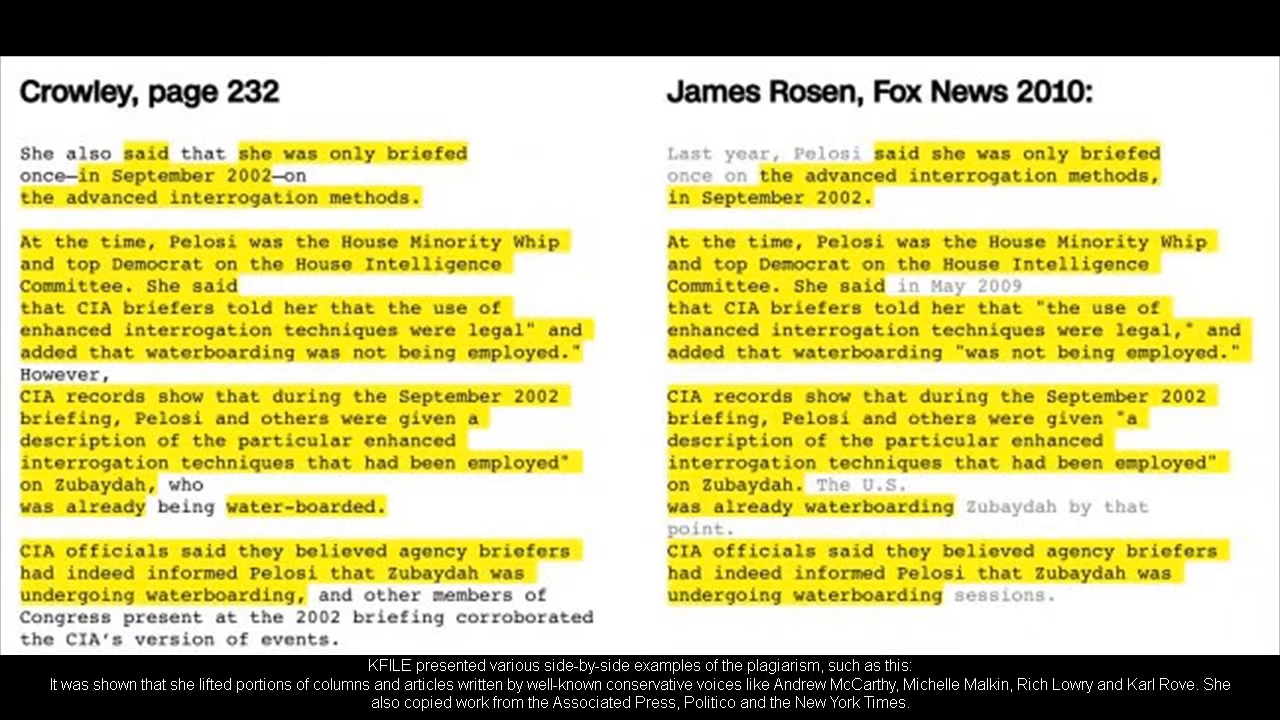 Crowley, page 232
She also said that she was only briefed
once—in September 2002—on
the advanced interrogation methods.
At the time, Pelosi was the House Minority Whip
and top Democrat on the House Intelligence
Committee. She said
that CIA briefers told her that the use of
enhanced interrogation techniques were legal" and
added that waterboarding was not being employed."
However,
CIA records show that during the September 2002
briefing, Pelosi and others were given a
description of the particular enhanced
interrogation techniques that had been employed"
on Zubaydah, who
was already being water-boarded.
CIA officials said they believed agency briefers
had indeed informed Pelosi that Zubaydah was
undergoing waterboarding, and other members of
Congress present at the 2002 briefing corroborated
the CIA's version of events.
James Rosen, Fox News 2010:
Last year, Pelosi said she was only briefed
once on the advanced interrogation methods,
in September 2002.
At the time, Pelosi was the House Minority Whip
and top Democrat on the House Intelligence
Committee. She said in May 2009
that CIA briefers told her that "the use of
enhanced interrogation techniques were legal," and
added that waterboarding "was not being employed."
CIA records show that during the September 2002
briefing, Pelosi and others were given "a
description of the particular enhanced
interrogation techniques that had been employed"
on Zubaydah. The U.S.
was already waterboarding Zubaydah by that
point.
CIA officials said they believed agency briefers
had indeed informed Pelosi that Zubaydah was
undergoing waterboarding sessions.
KFILE presented various side-by-side examples of the plagiarism, such as this:
It was shown that she lifted portions of columns and articles written by well-known conservative voices like Andrew McCarthy, Michelle Malkin, Rich Lowry and Karl Rove. She
also copied work from the Associated Press, Politico and the New York Times.